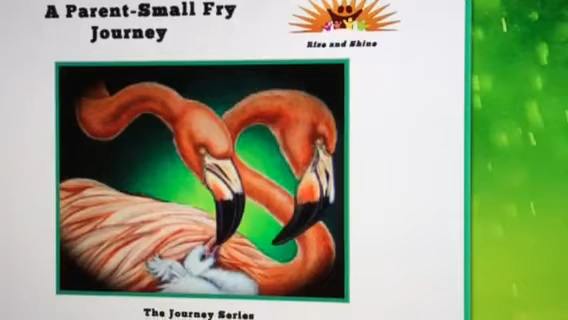 A Parent-Small Fry
Journey
Rise and Shine
The Journey Series